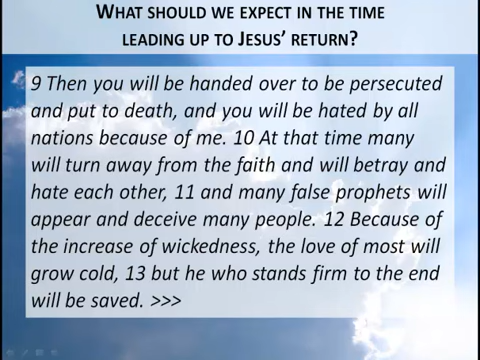 WHAT SHOULD WE EXPECT IN THE TIME
LEADING UP TO JESUS’ RETURN?
9 Then you will be handed over to be persecuted
and put to death, and you will be hated by all
nations because of me. 10 At that time many
will turn away from the faith and will betray and
hate each other, 11 and many false prophets will
appear and deceive many people. 12 Because of
the increase of wickedness, the love of most will
grow cold, 13 but he who stands firm to the end
will be saved. >>>